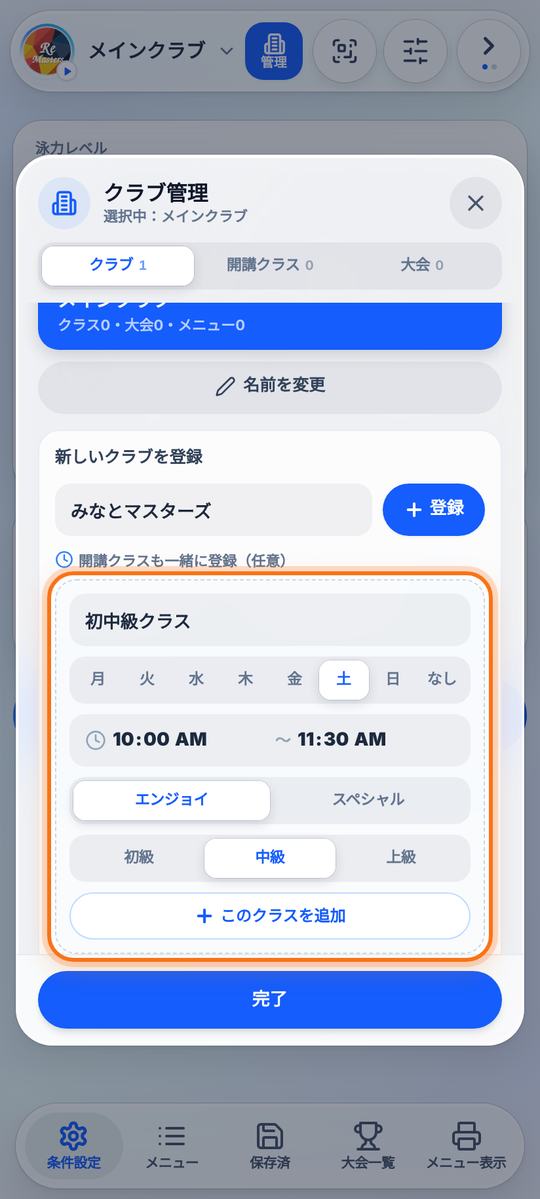 Re
Masters
メインクラブ
管理
泳力レベル
クラブ管理
選択中：メインクラブ
クラブ 1
開講クラス 0
大会 0
メインクラブ
クラス0・大会0・メニュー0
名前を変更
新しいクラブを登録
みなとマスターズ
＋ 登録
開講クラスも一緒に登録（任意）
初中級クラス
月 火 水 木 金 土 日 なし
10:00 AM ～ 11:30 AM
エンジョイ スペシャル
初級 中級 上級
＋ このクラスを追加
完了
条件設定 メニュー 保存済 大会一覧 メニュー表示